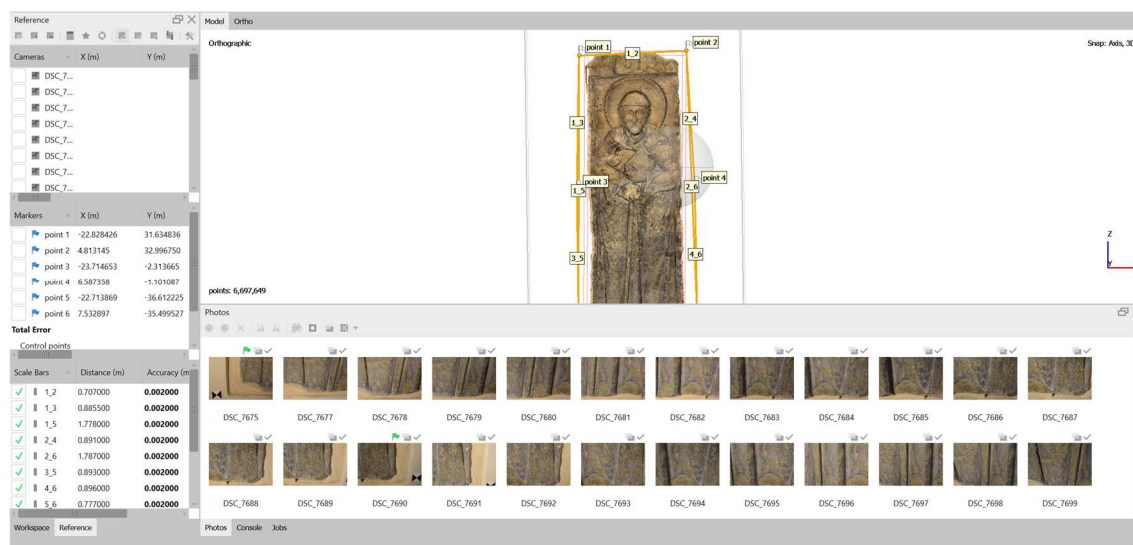 Reference
Cameras X (m) Y (m)
DSC_7...
DSC_7...
DSC_7...
DSC_7...
DSC_7...
DSC_7...
DSC_7...
DSC_7...
Markers X (m) Y (m)
point 1 -22.828426 31.634836
point 2 4.813145 32.996750
point 3 -23.714653 -2.313665
point 4 6.587358 -1.101087
point 5 -22.713869 -36.612225
point 6 7.532897 -35.499527
Total Error
Control points
Scale Bars Distance (m) Accuracy (m
1_2 0.707000 0.002000
1_3 0.885500 0.002000
1_5 1.778000 0.002000
2_4 0.891000 0.002000
2_6 1.787000 0.002000
3_5 0.893000 0.002000
4_6 0.896000 0.002000
5_6 0.777000 0.002000
Workspace Reference
Model Ortho
Orthographic
Snap: Axis, 3D
point 1
1_2
point 2
1_3
2_4
point 3
1_5
point 4
2_6
3_5
4_6
Z
Y
points: 6,697,649
Photos
DSC_7675 DSC_7677 DSC_7678 DSC_7679 DSC_7680 DSC_7681 DSC_7682 DSC_7683 DSC_7684 DSC_7685 DSC_7686 DSC_7687
DSC_7688 DSC_7689 DSC_7690 DSC_7691 DSC_7692 DSC_7693 DSC_7694 DSC_7695 DSC_7696 DSC_7697 DSC_7698 DSC_7699
Photos Console Jobs